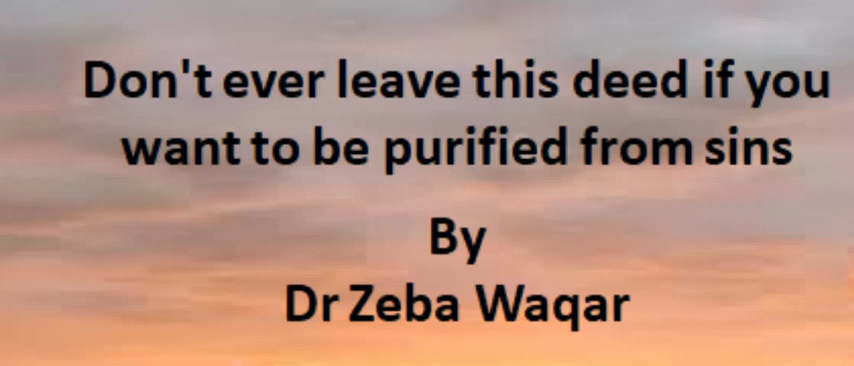 Don't ever leave this deed if you
want to be purified from sins
By
Dr Zeba Waqar